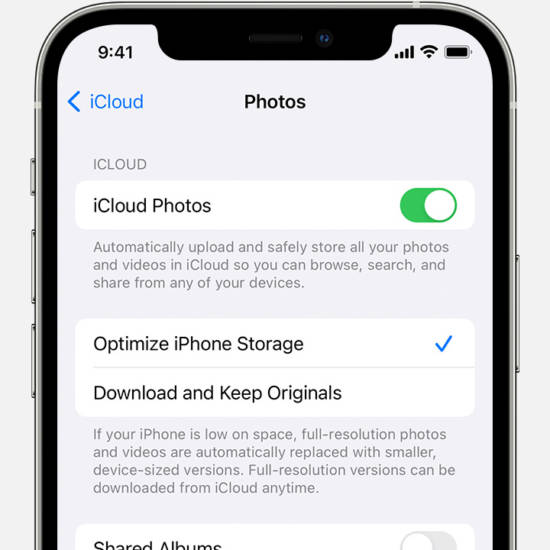 9:41
iCloud
Photos
ICLOUD
iCloud Photos
Automatically upload and safely store all your photos
and videos in iCloud so you can browse, search, and
share from any of your devices.
Optimize iPhone Storage
Download and Keep Originals
If your iPhone is low on space, full-resolution photos
and videos are automatically replaced with smaller,
device-sized versions. Full-resolution versions can be
downloaded from iCloud anytime.
Shared Albums